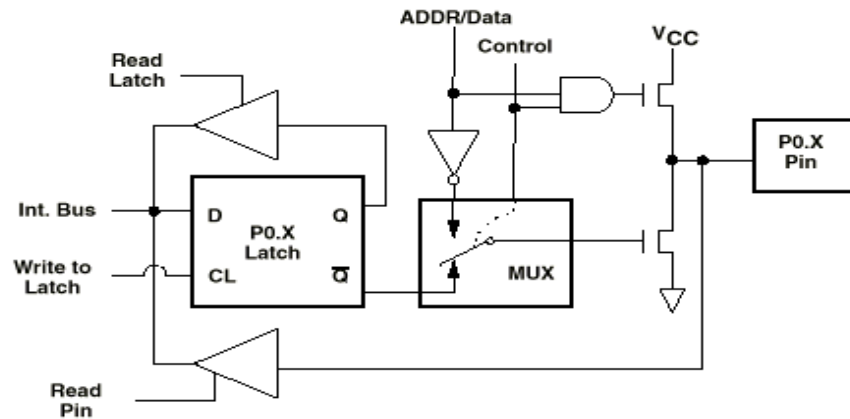 ADDR/Data
Control
VCC
Read
Latch
P0.X
Pin
Int. Bus
D
Q
P0.X
Latch
Write to
Latch
CL
Q̅
MUX
Read
Pin